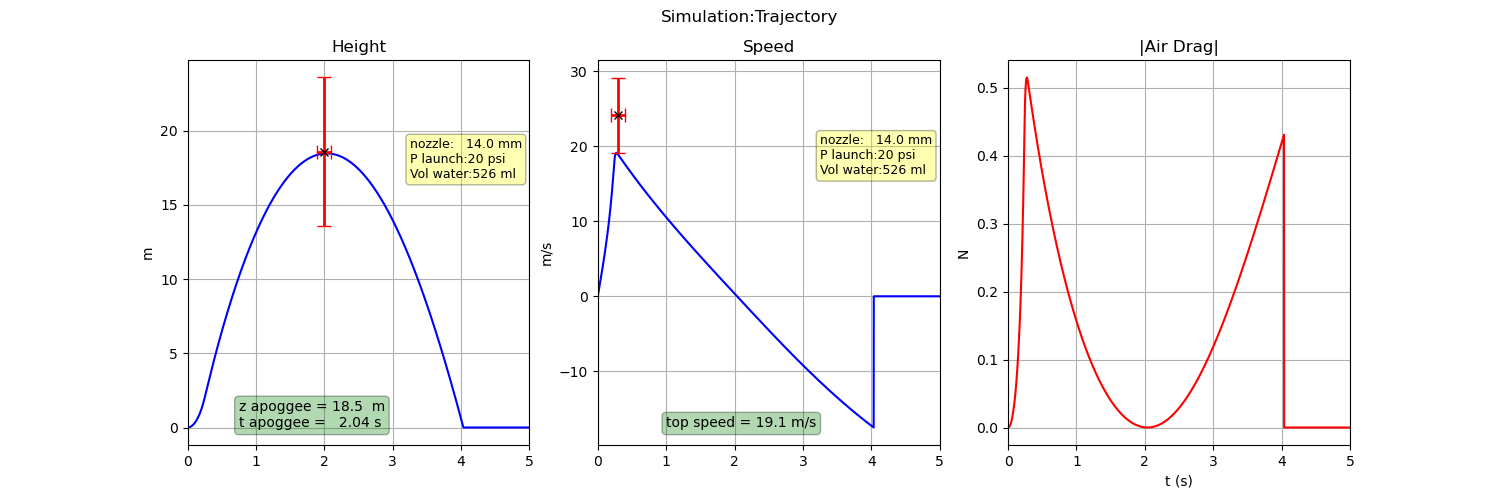 Simulation:Trajectory
Height
m
20
15
10
5
0
nozzle:   14.0 mm
P launch:20 psi
Vol water:526 ml
z apoggee = 18.5  m
t apoggee =   2.04 s
0 1 2 3 4 5
Speed
m/s
30
20
10
0
−10
nozzle:   14.0 mm
P launch:20 psi
Vol water:526 ml
top speed = 19.1 m/s
0 1 2 3 4 5
|Air Drag|
N
0.5
0.4
0.3
0.2
0.1
0.0
0 1 2 3 4 5
t (s)